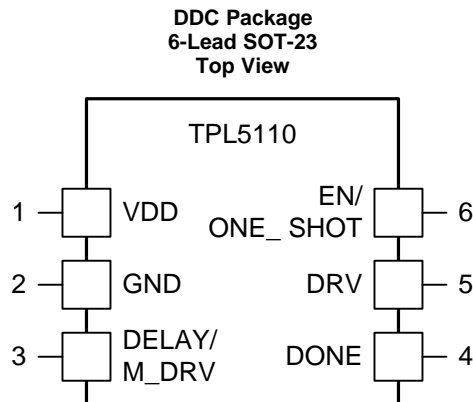 DDC Package
6-Lead SOT-23
Top View
TPL5110
1 VDD
EN/
ONE_ SHOT 6
2 GND
DRV 5
3 DELAY/
M_DRV
DONE 4